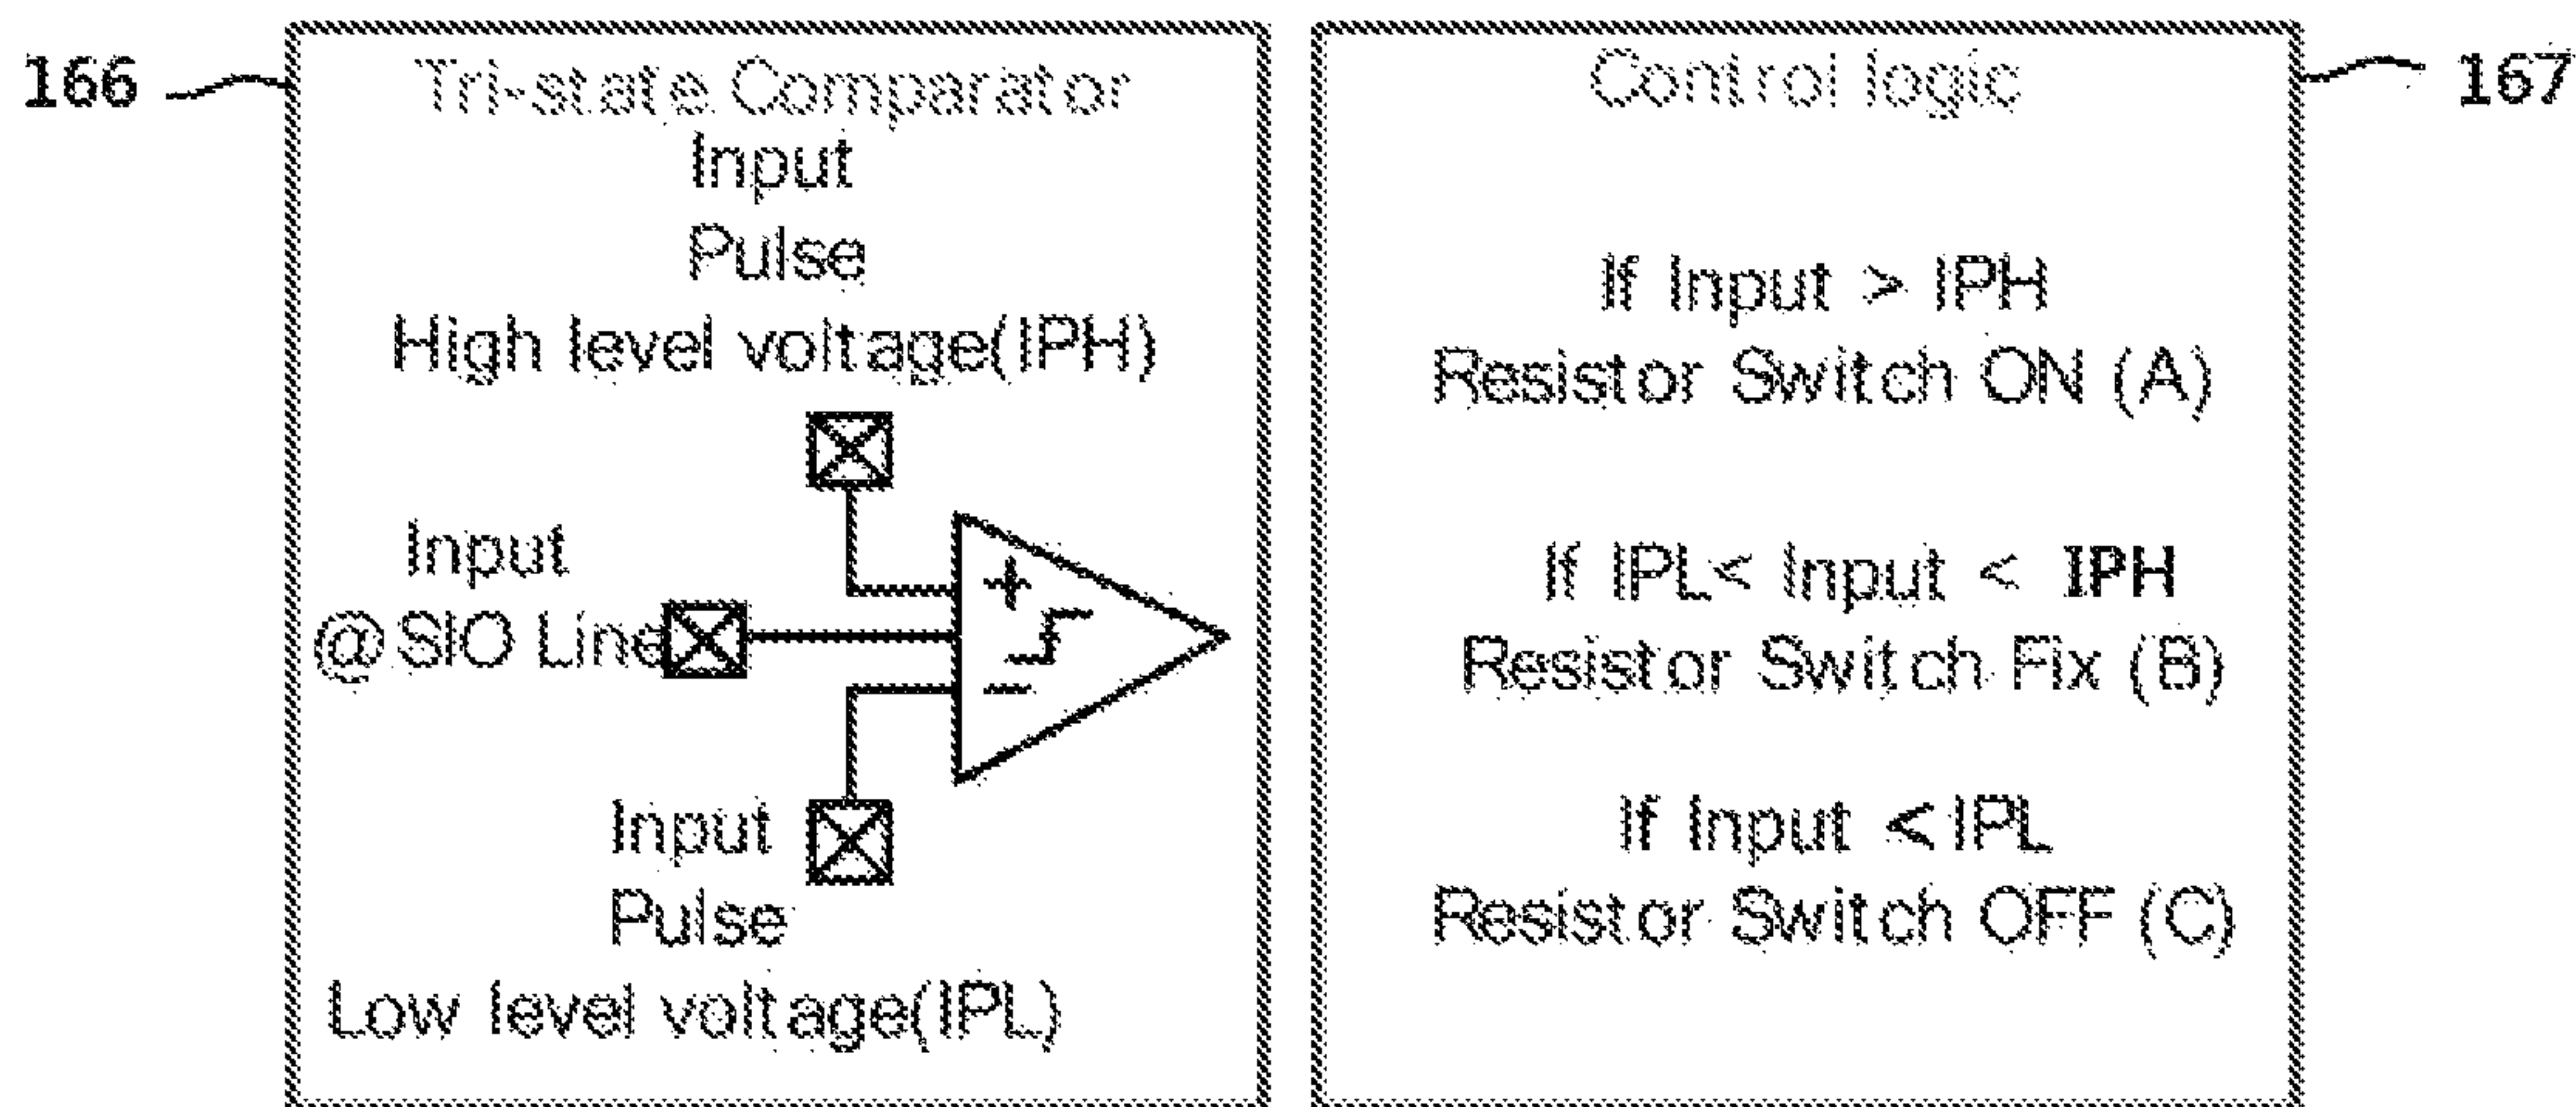 166
Tri-state Comparator
Input
Pulse
High level voltage(IPH)
Input
@SIO Line
+
−
Input
Pulse
Low level voltage(IPL)
Control logic
167
If Input > IPH
Resistor Switch ON (A)
If IPL< Input < IPH
Resistor Switch Fix (B)
If Input <IPL
Resistor Switch OFF (C)